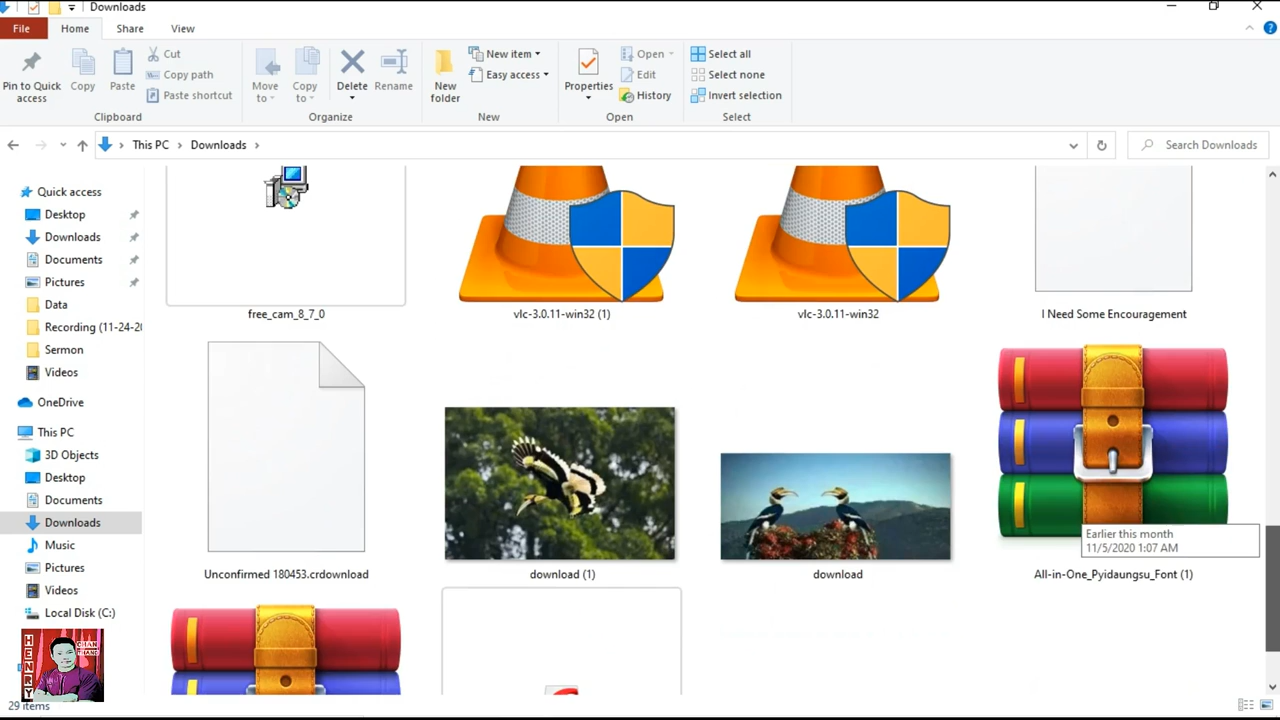 Downloads
File Home Share View
Pin to Quick access
Copy
Paste
Cut
Copy path
Paste shortcut
Move to
Copy to
Delete
Rename
New folder
New item
Easy access
Properties
Open
Edit
History
Select all
Select none
Invert selection
Clipboard Organize New Open Select
This PC Downloads
Search Downloads
Quick access
Desktop
Downloads
Documents
Pictures
Data
Recording (11-24-20
Sermon
Videos
OneDrive
This PC
3D Objects
Desktop
Documents
Downloads
Music
Pictures
Videos
Local Disk (C:)
free_cam_8_7_0
vlc-3.0.11-win32 (1)
vlc-3.0.11-win32
I Need Some Encouragement
Unconfirmed 180453.crdownload
download (1)
download
All-in-One_Pyidaungsu_Font (1)
Earlier this month
11/5/2020 1:07 AM
HENRY
CHAN
THANG
29 items